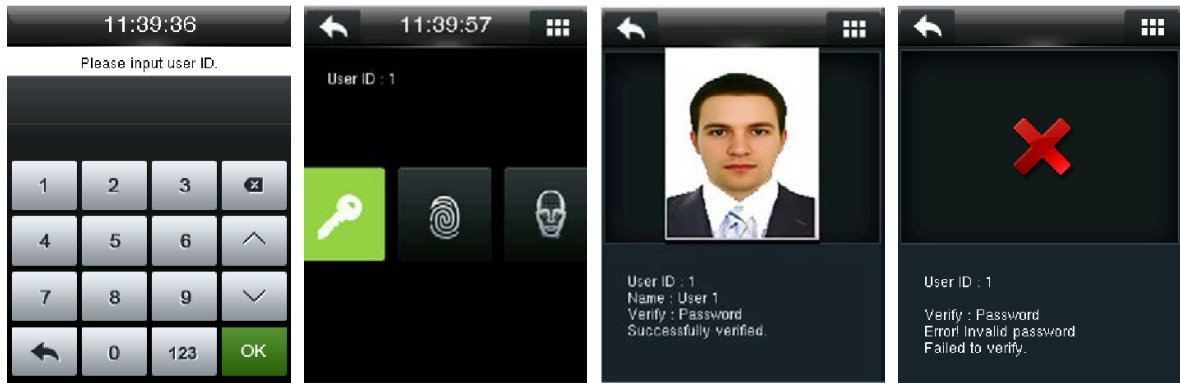 11:39:36
Please input user ID.
1 2 3
4 5 6
7 8 9
0 123 OK
11:39:57
User ID : 1
User ID : 1
Name : User 1
Verify : Password
Successfully verified.
User ID : 1
Verify : Password
Error! Invalid password
Failed to verify.